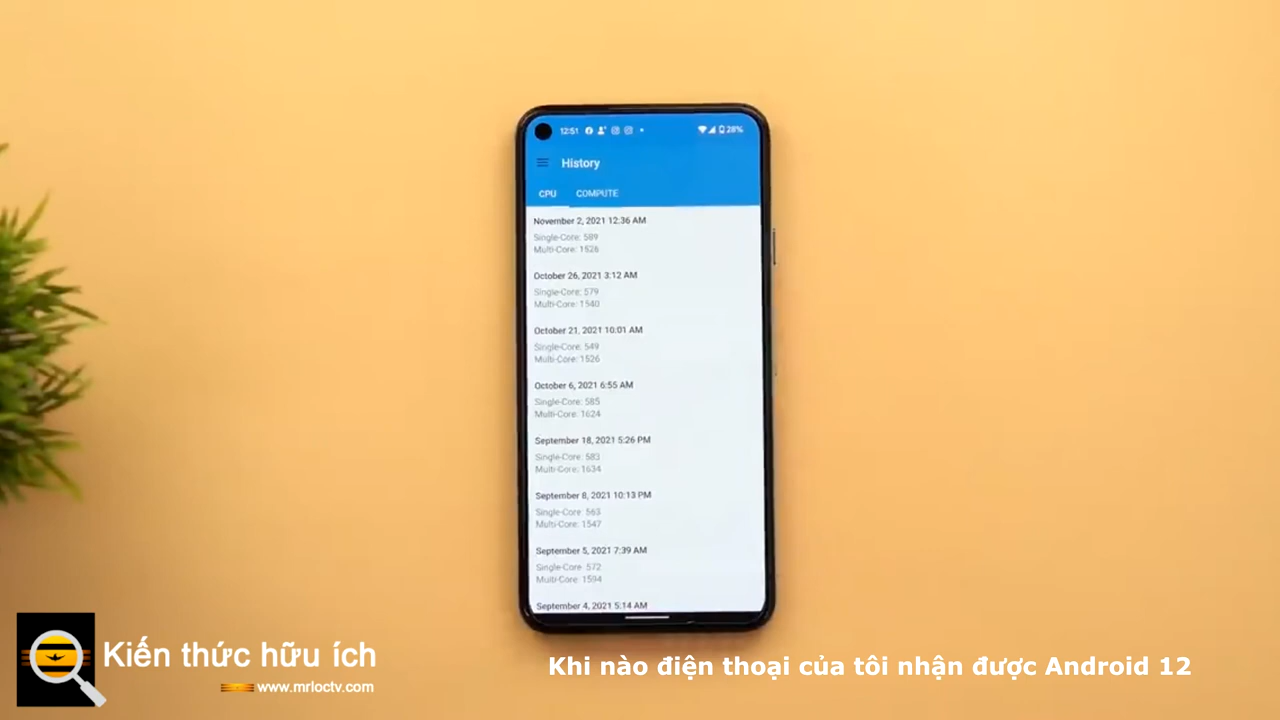 12:51
28%
History
CPU COMPUTE
November 2, 2021 12:36 AM
Single-Core: 589
Multi-Core: 1526
October 26, 2021 3:12 AM
Single-Core: 579
Multi-Core: 1540
October 21, 2021 10:01 AM
Single-Core: 549
Multi-Core: 1526
October 6, 2021 6:55 AM
Single-Core: 585
Multi-Core: 1624
September 18, 2021 5:26 PM
Single-Core: 583
Multi-Core: 1634
September 8, 2021 10:13 PM
Single-Core: 563
Multi-Core: 1547
September 5, 2021 7:39 AM
Single-Core: 572
Multi-Core: 1594
September 4, 2021 5:14 AM
Kiến thức hữu ích
www.mrloctv.com
Khi nào điện thoại của tôi nhận được Android 12